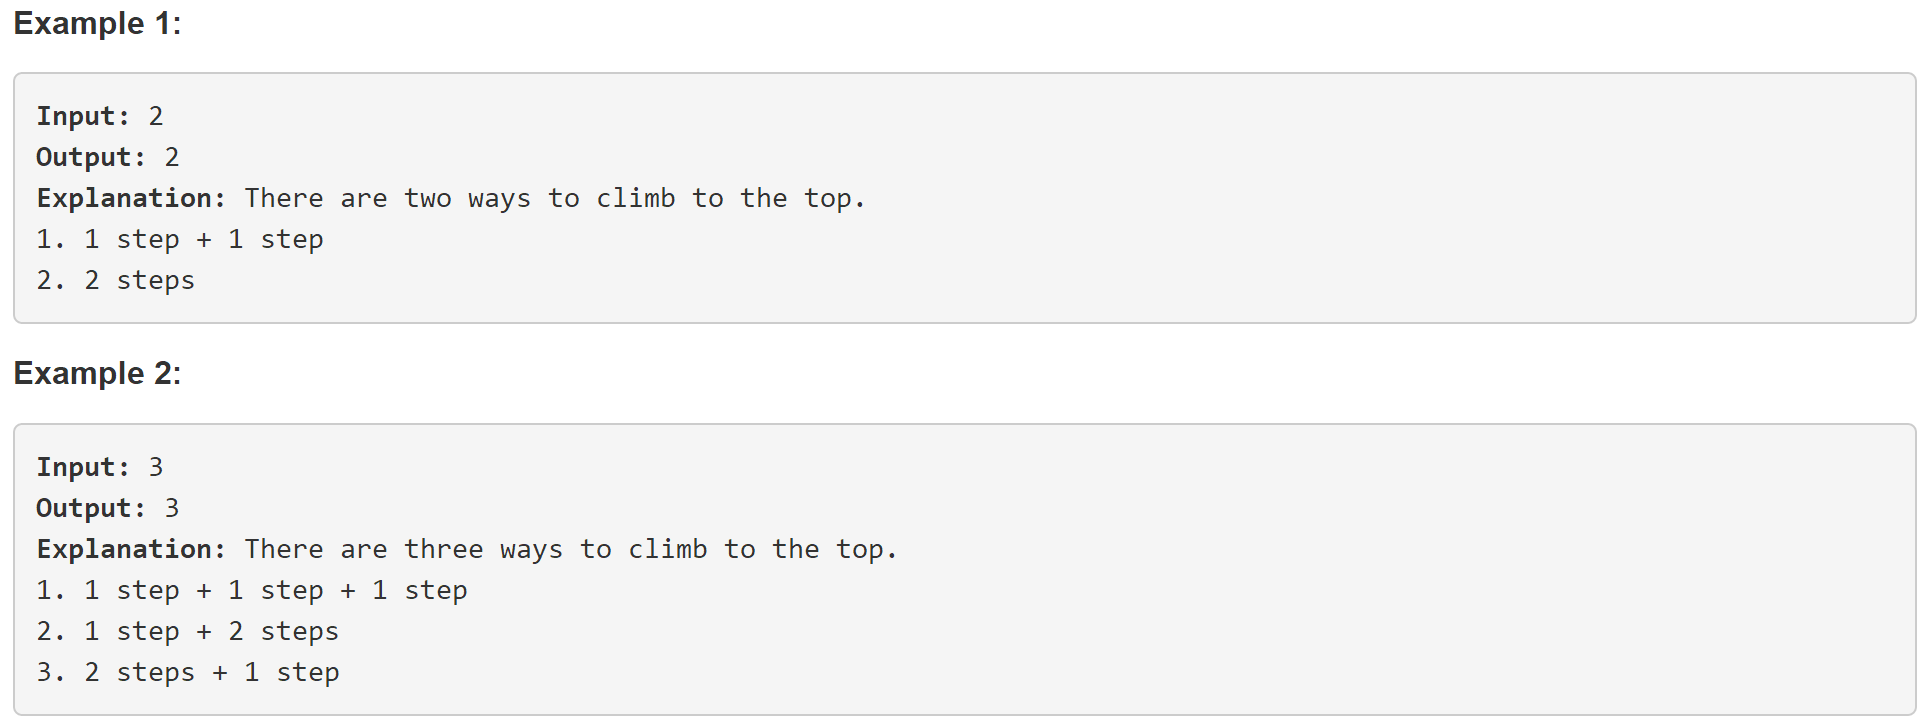 Example 1:
Input: 2
Output: 2
Explanation: There are two ways to climb to the top.
1. 1 step + 1 step
2. 2 steps
Example 2:
Input: 3
Output: 3
Explanation: There are three ways to climb to the top.
1. 1 step + 1 step + 1 step
2. 1 step + 2 steps
3. 2 steps + 1 step